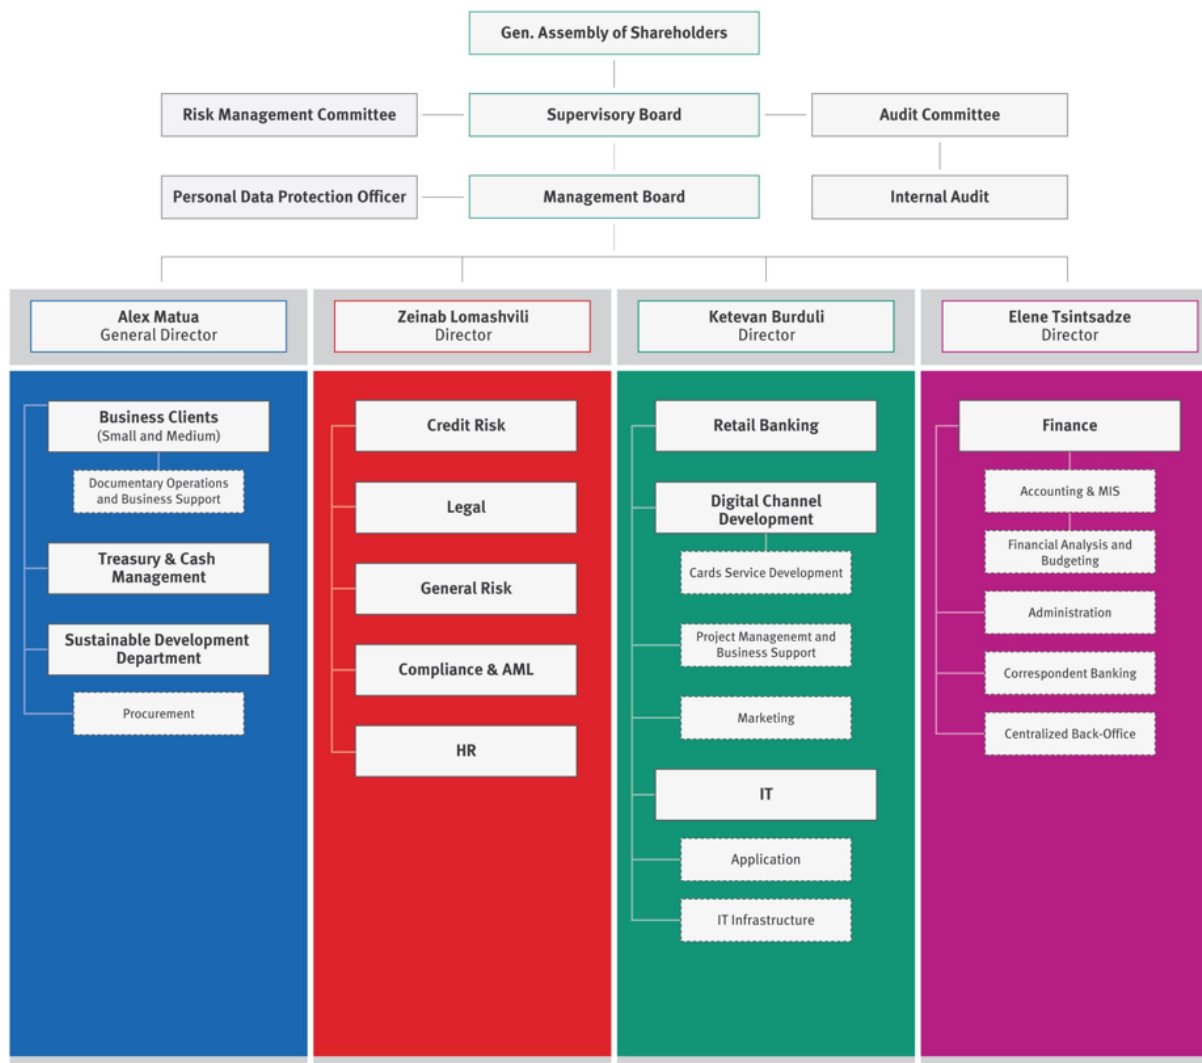 Gen. Assembly of Shareholders
Risk Management Committee
Supervisory Board
Audit Committee
Personal Data Protection Officer
Management Board
Internal Audit
Alex Matua
General Director
Zeinab Lomashvili
Director
Ketevan Burduli
Director
Elene Tsintsadze
Director
Business Clients
(Small and Medium)
Documentary Operations
and Business Support
Treasury & Cash
Management
Sustainable Development
Department
Procurement
Credit Risk
Legal
General Risk
Compliance & AML
HR
Retail Banking
Digital Channel
Development
Cards Service Development
Project Managenemt and
Business Support
Marketing
IT
Application
IT Infrastructure
Finance
Accounting & MIS
Financial Analysis and
Budgeting
Administration
Correspondent Banking
Centralized Back-Office